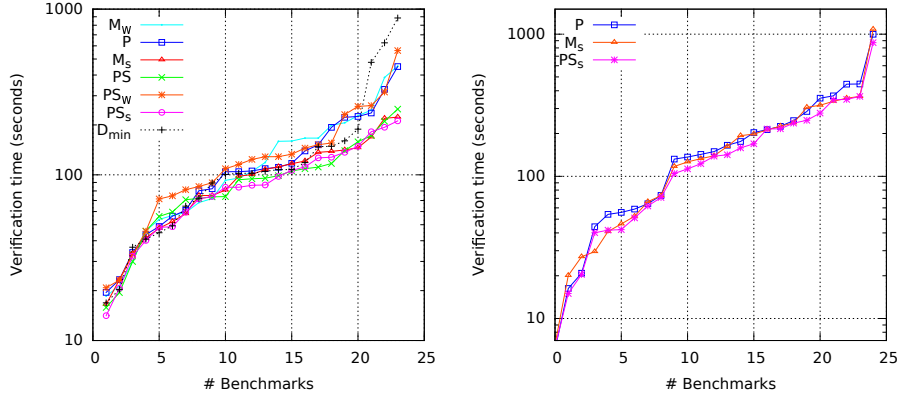 Verification time (seconds)
1000
100
10
M_W
P
M_s
PS
PS_W
PS_s
D_min
0 5 10 15 20 25
# Benchmarks
Verification time (seconds)
1000
100
10
P
M_s
PS_s
0 5 10 15 20 25
# Benchmarks